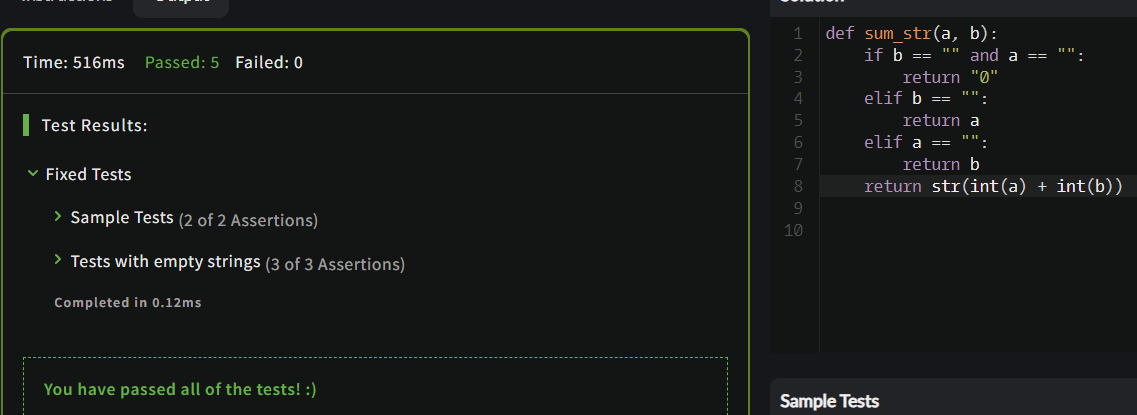 Instructions Output
Time: 516ms Passed: 5 Failed: 0
Test Results:
Fixed Tests
Sample Tests (2 of 2 Assertions)
Tests with empty strings (3 of 3 Assertions)
Completed in 0.12ms
You have passed all of the tests! :)
Solution
1 def sum_str(a, b):
2     if b == "" and a == "":
3         return "0"
4     elif b == "":
5         return a
6     elif a == "":
7         return b
8     return str(int(a) + int(b))
9
10
Sample Tests